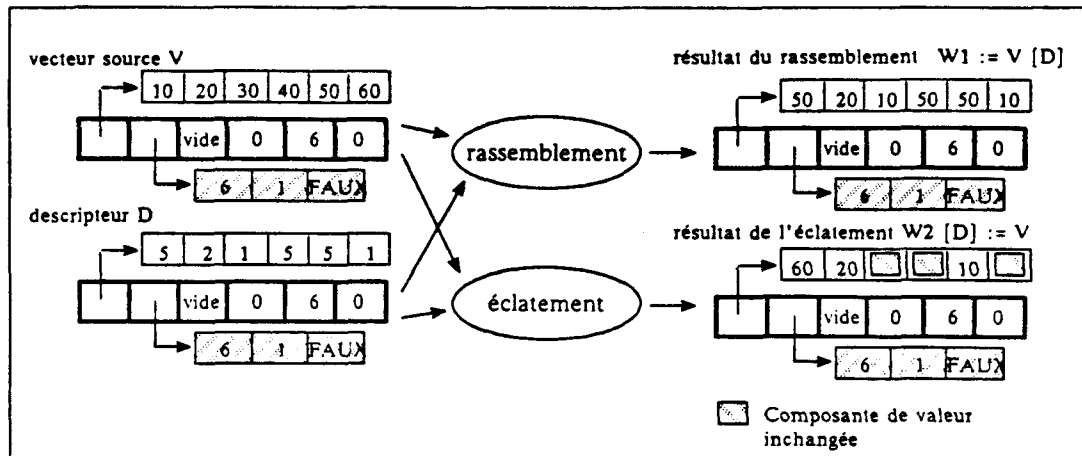 vecteur source V
10 20 30 40 50 60
vide 0 6 0
6 1 FAUX
descripteur D
5 2 1 5 5 1
vide 0 6 0
6 1 FAUX
rassemblement
éclatement
résultat du rassemblement W1 := V [D]
50 20 10 50 50 10
vide 0 6 0
6 1 FAUX
résultat de l'éclatement W2 [D] := V
60 20 10
vide 0 6 0
6 1 FAUX
Composante de valeur
inchangée